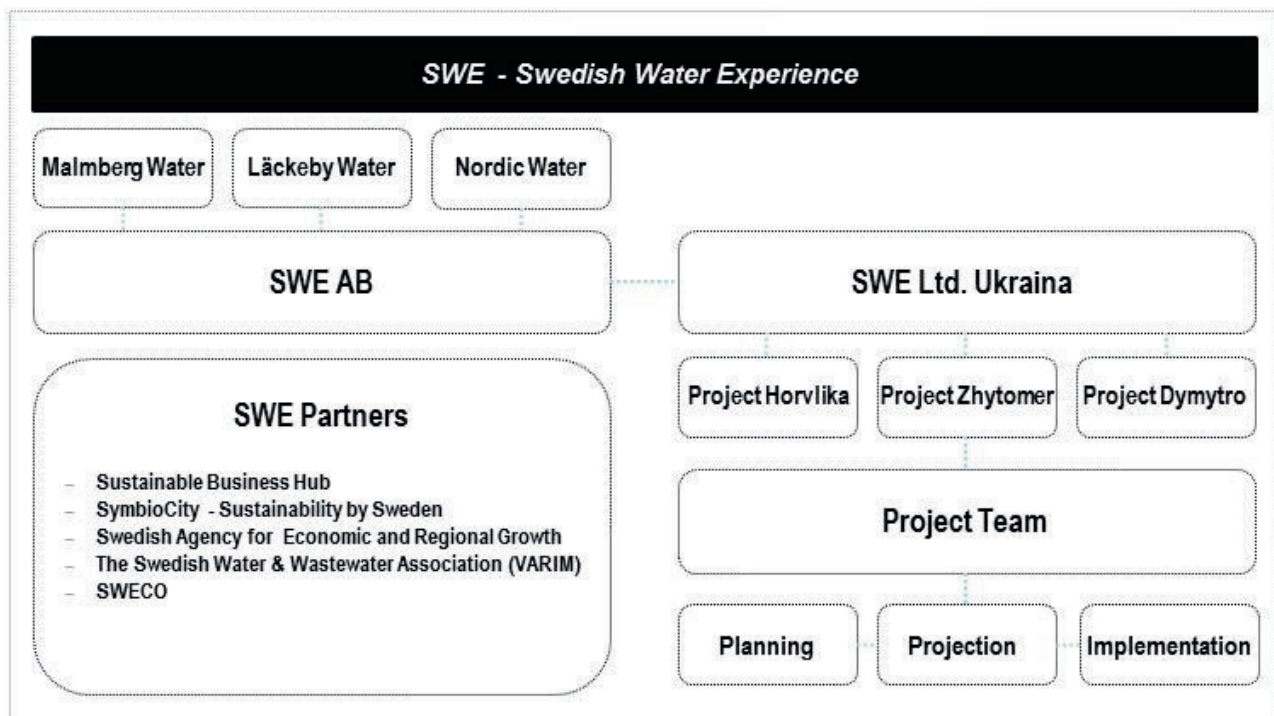 SWE - Swedish Water Experience
Malmberg Water
Läckeby Water
Nordic Water
SWE AB
SWE Ltd. Ukraina
SWE Partners
– Sustainable Business Hub
– SymbioCity - Sustainability by Sweden
– Swedish Agency for Economic and Regional Growth
– The Swedish Water & Wastewater Association (VARIM)
– SWECO
Project Horvlika
Project Zhytomer
Project Dymytro
Project Team
Planning
Projection
Implementation